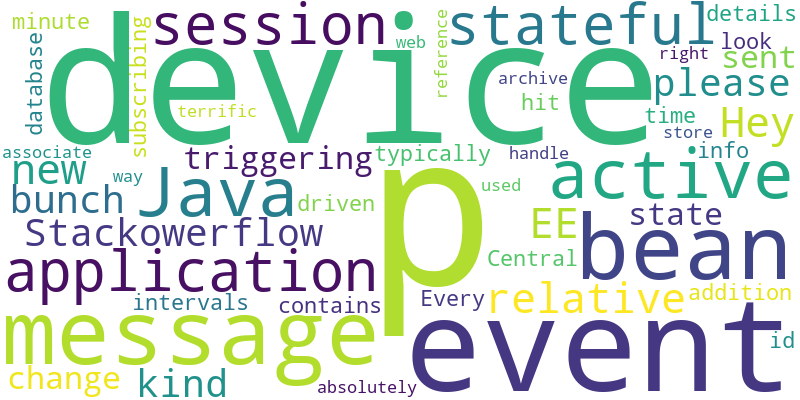 minute
session
stateful
details
look
sent
database
subscribing
device
web
reference
archive
right
please
terrific
hit
time
store
Hey
associate
new
way
triggering
typically
handle
info
bunch
Java
driven
p
used
active
Stackowerflow
EE
state
bean
application
Central
intervals
contains
Every
relative
addition
message
event
id
change
kind
absolutely